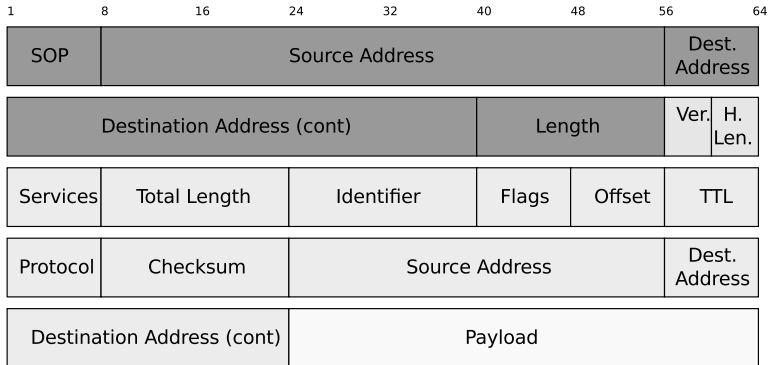 1 8 16 24 32 40 48 56 64
SOP Source Address Dest. Address
Destination Address (cont) Length Ver. H. Len.
Services Total Length Identifier Flags Offset TTL
Protocol Checksum Source Address Dest. Address
Destination Address (cont) Payload